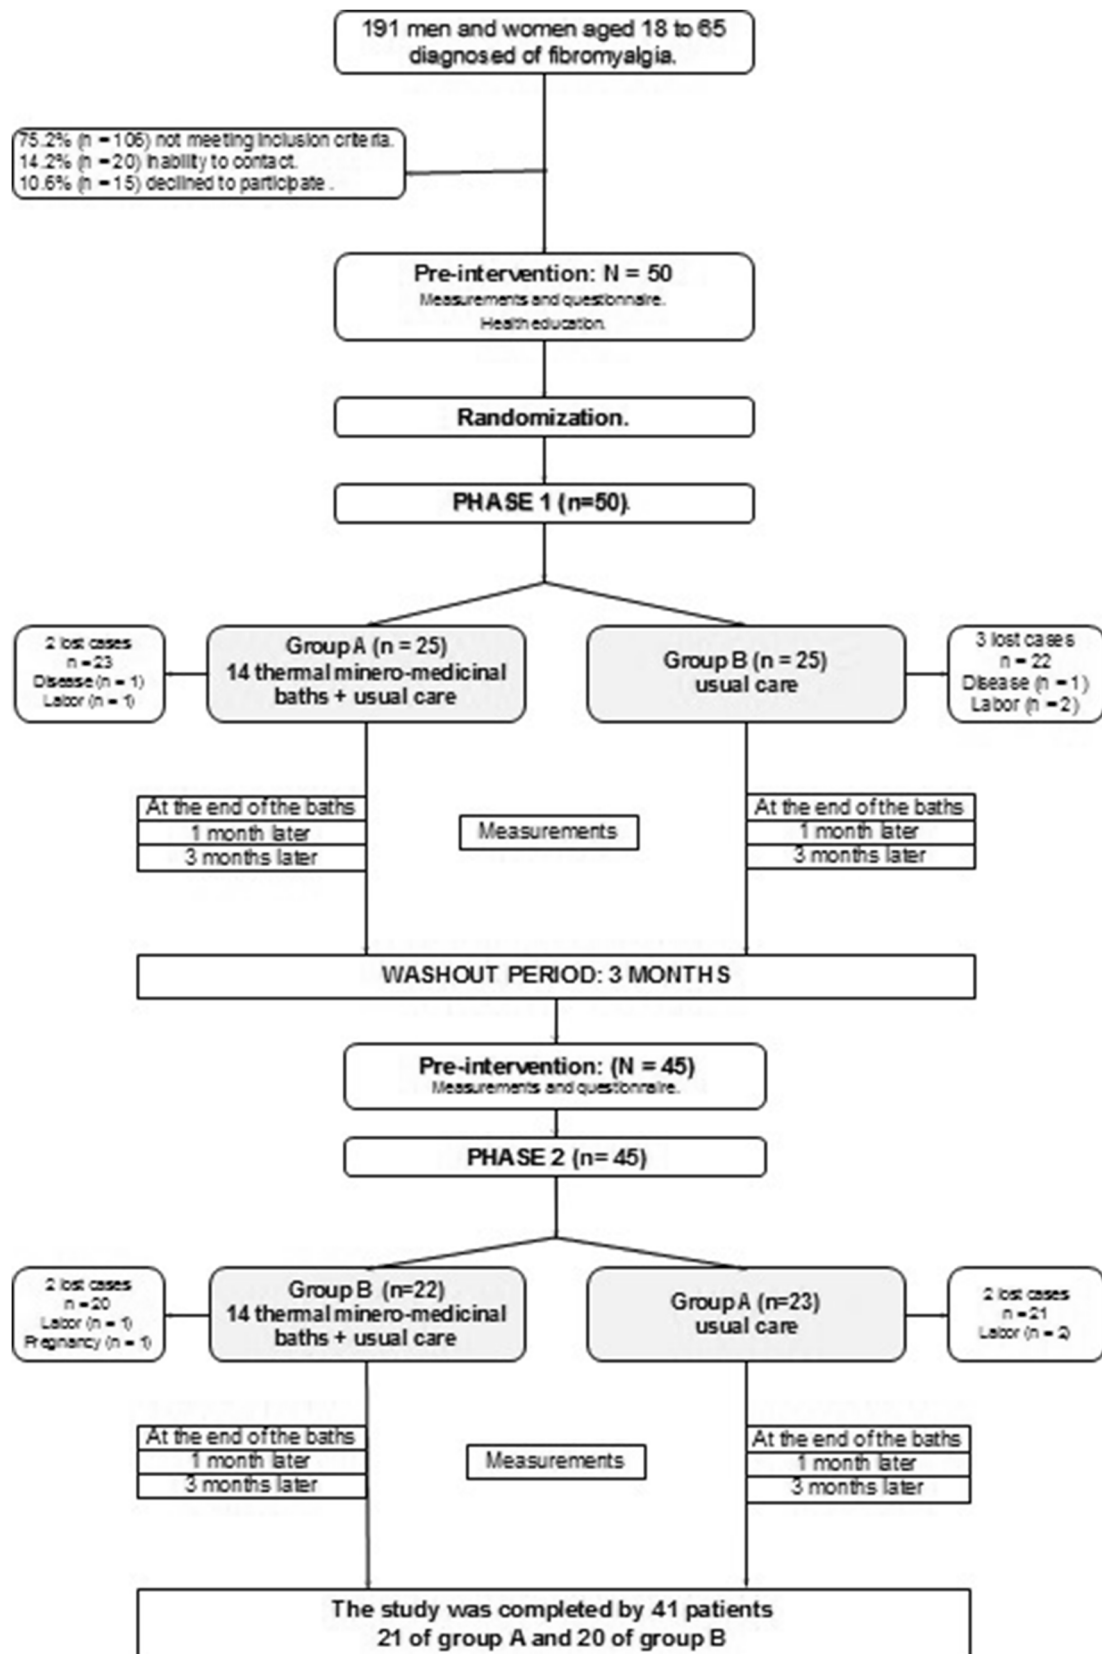 191 men and women aged 18 to 65
diagnosed of fibromyalgia.
75.2% (n = 106) not meeting inclusion criteria.
14.2% (n = 20) inability to contact.
10.6% (n = 15) declined to participate .
Pre-intervention: N = 50
Measurements and questionnaire.
Health education.
Randomization.
PHASE 1 (n=50).
2 lost cases
n = 23
Disease (n = 1)
Labor (n = 1)
Group A (n = 25)
14 thermal minero-medicinal
baths + usual care
Group B (n = 25)
usual care
3 lost cases
n = 22
Disease (n = 1)
Labor (n = 2)
At the end of the baths
1 month later
3 months later
Measurements
At the end of the baths
1 month later
3 months later
WASHOUT PERIOD: 3 MONTHS
Pre-intervention: (N = 45)
Measurements and questionnaire.
PHASE 2 (n= 45)
2 lost cases
n = 20
Labor (n = 1)
Pregnancy (n = 1)
Group B (n=22)
14 thermal minero-medicinal
baths + usual care
Group A (n=23)
usual care
2 lost cases
n = 21
Labor (n = 2)
At the end of the baths
1 month later
3 months later
Measurements
At the end of the baths
1 month later
3 months later
The study was completed by 41 patients
21 of group A and 20 of group B